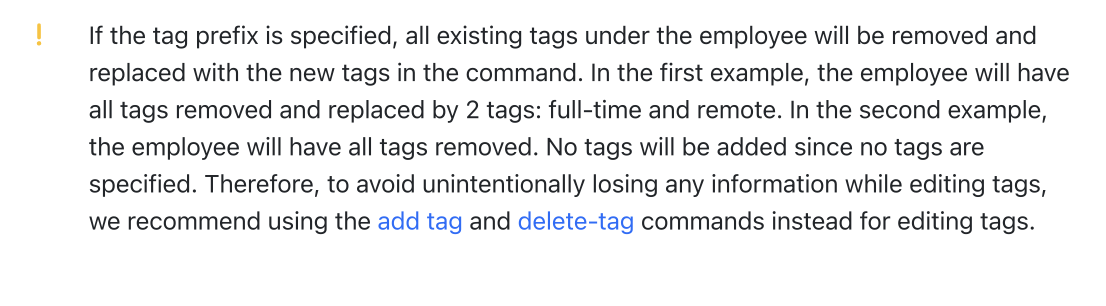 If the tag prefix is specified, all existing tags under the employee will be removed and
replaced with the new tags in the command. In the first example, the employee will have
all tags removed and replaced by 2 tags: full-time and remote. In the second example,
the employee will have all tags removed. No tags will be added since no tags are
specified. Therefore, to avoid unintentionally losing any information while editing tags,
we recommend using the add tag and delete-tag commands instead for editing tags.